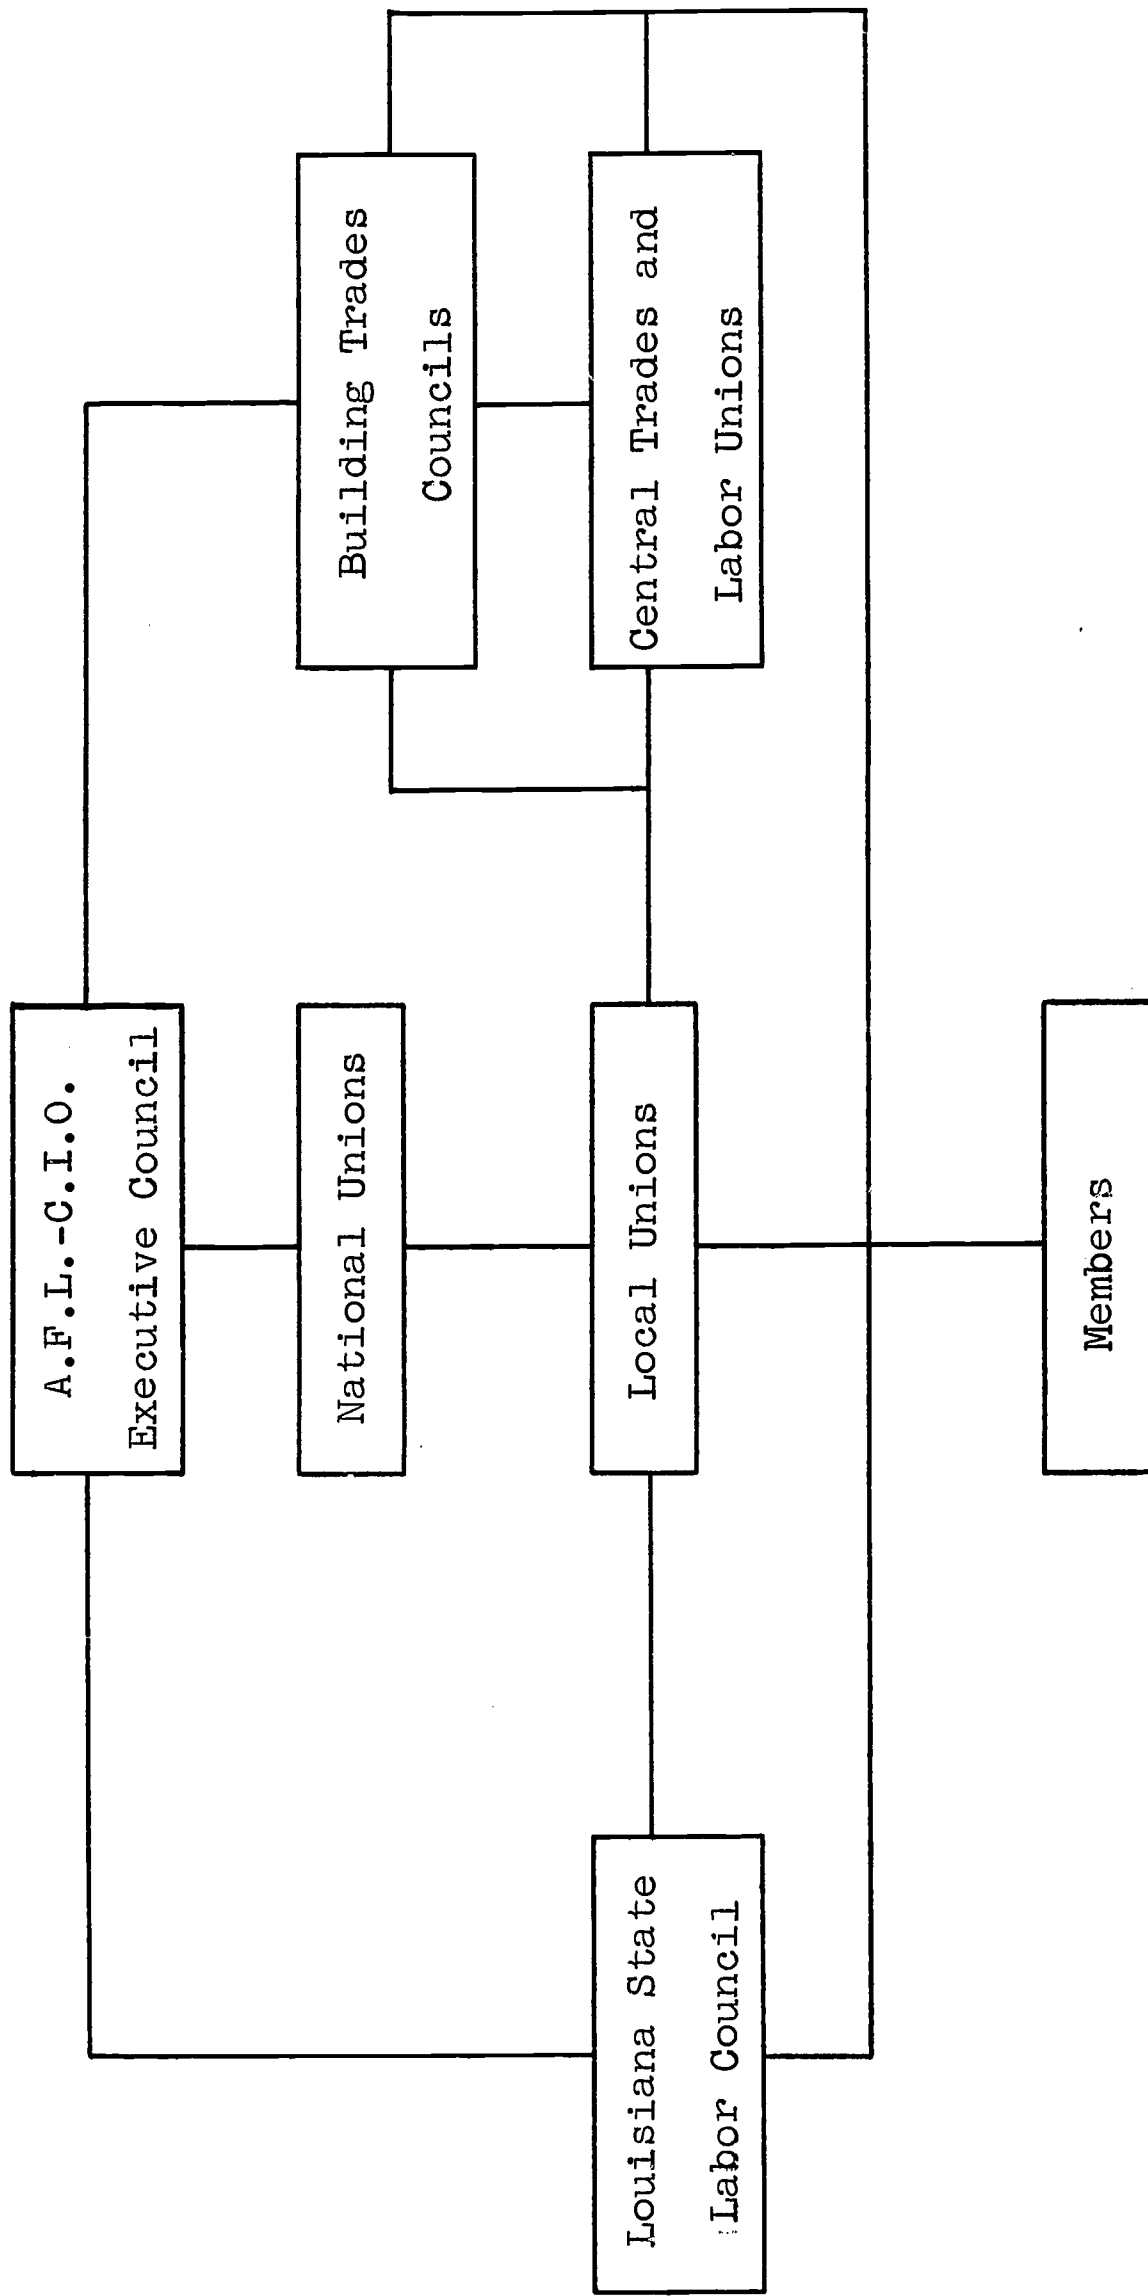 A.F.L.-C.I.O.
Executive Council
National Unions
Building Trades
Councils
Louisiana State
Labor Council
Local Unions
Central Trades and
Labor Unions
Members